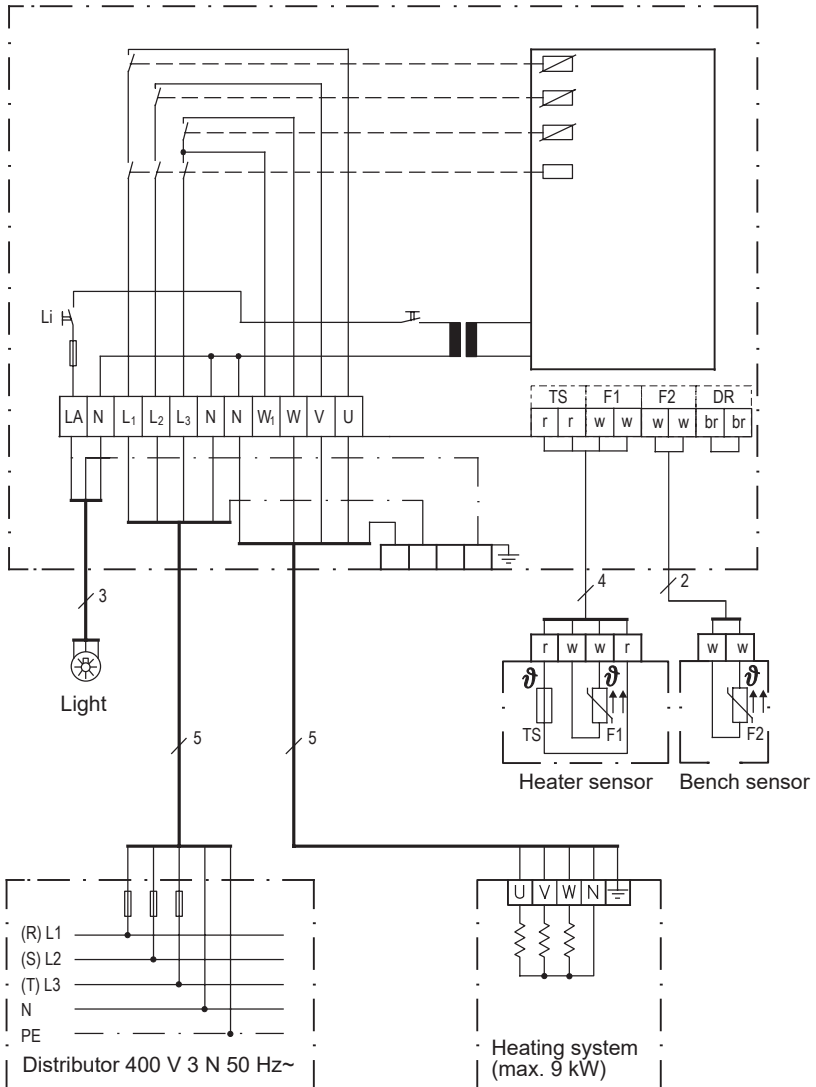 Li
TS F1 F2 DR
LA N L1 L2 L3 N N W1 W V U
r r w w w w br br
3
4
2
r w w r
w w
ϑ ϑ ϑ
TS F1 F2
Light
Heater sensor
Bench sensor
5
5
U V W N
(R) L1
(S) L2
(T) L3
N
PE
Distributor 400 V 3 N 50 Hz~
Heating system
(max. 9 kW)